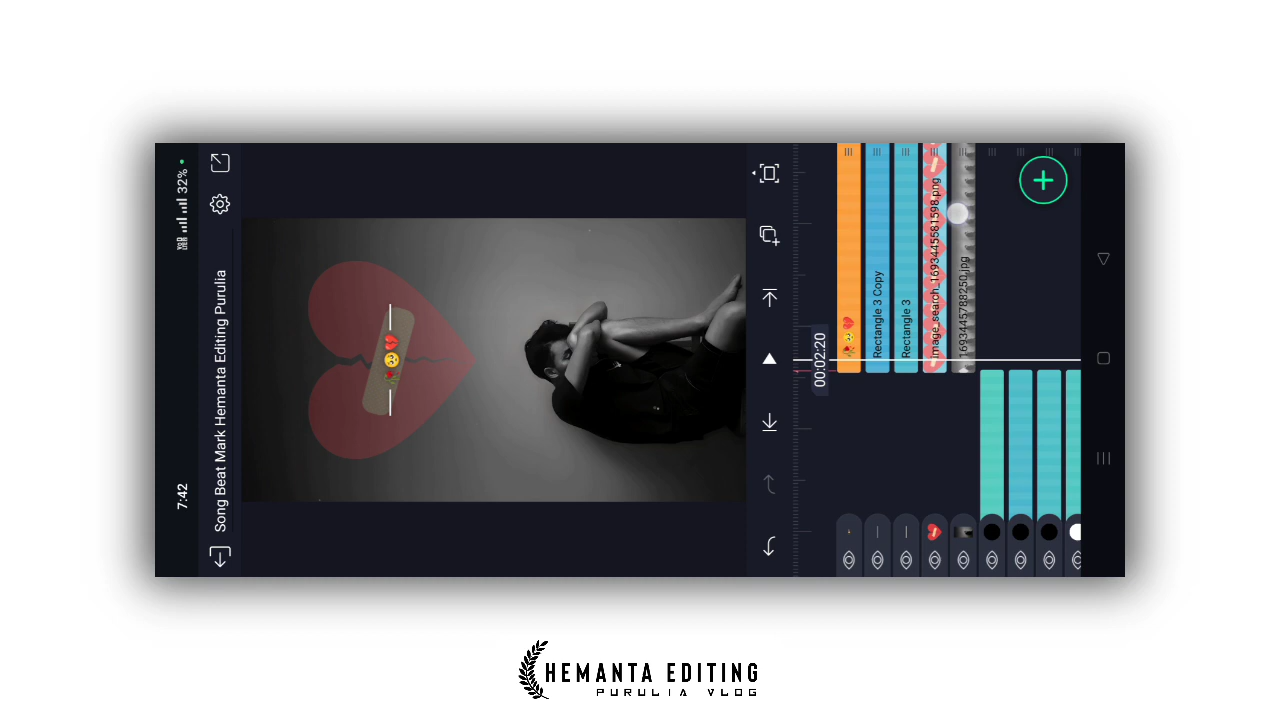 7:42
32%
Song Beat Mark Hemanta Editing Purulia
00:02:20
Rectangle 3 Copy
Rectangle 3
image_search_1693445581598.png
1693445788250.jpg
HEMANTA EDITING
PURULIA VLOG